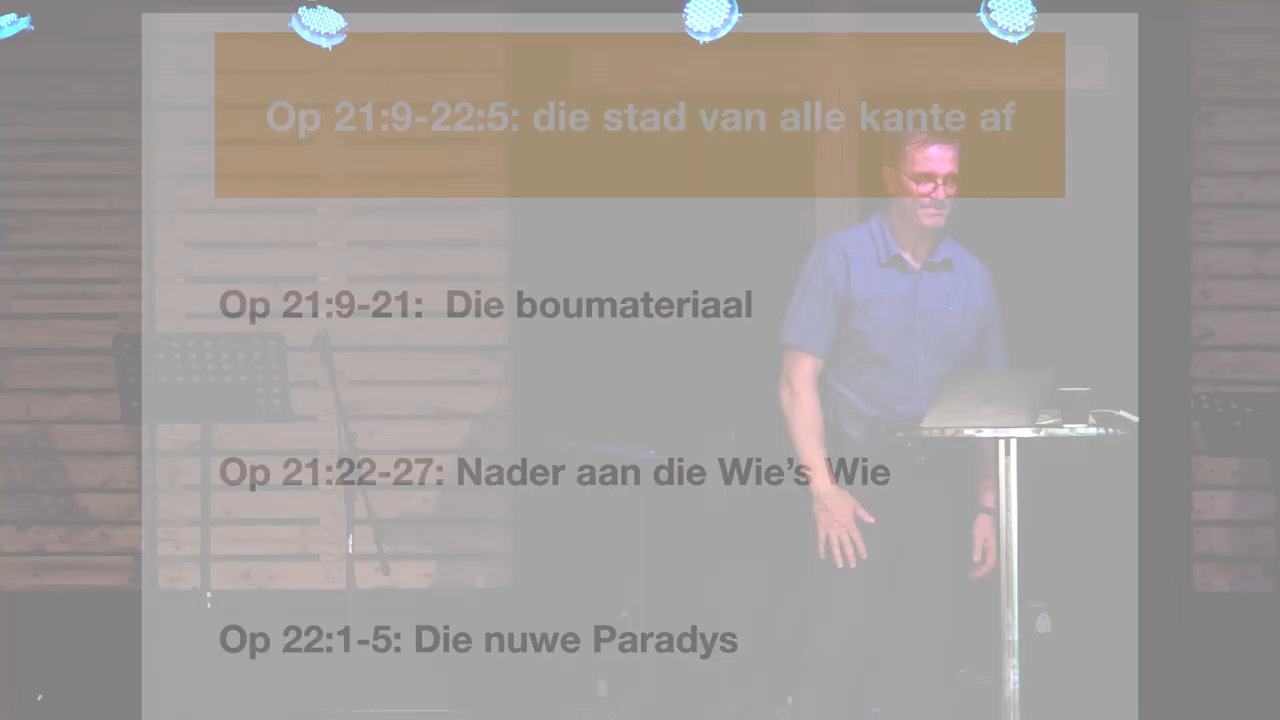 Op 21:9-22:5: die stad van alle kante af
Op 21:9-21: Die boumateriaal
Op 21:22-27: Nader aan die Wie’s Wie
Op 22:1-5: Die nuwe Paradys